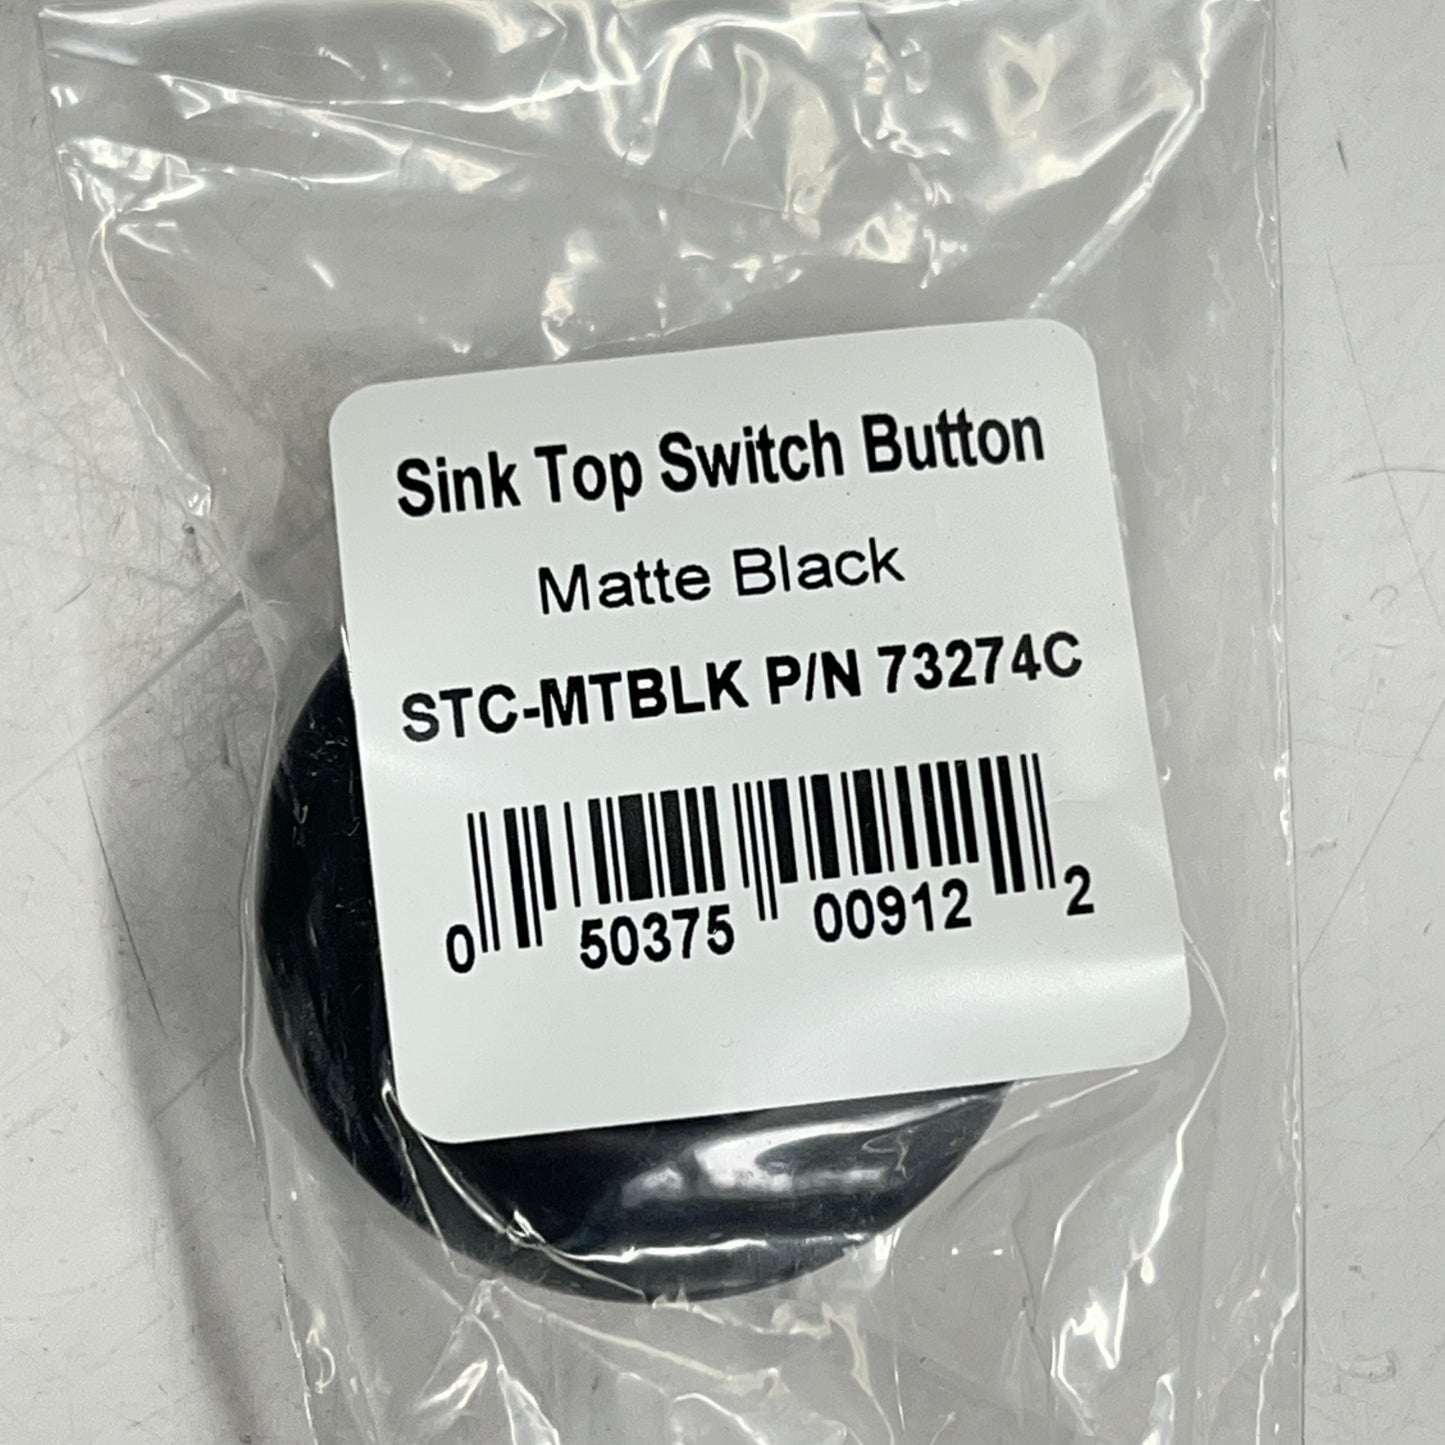 Sink Top Switch Button
Matte Black
STC-MTBLK P/N 73274C
0 50375 00912 2